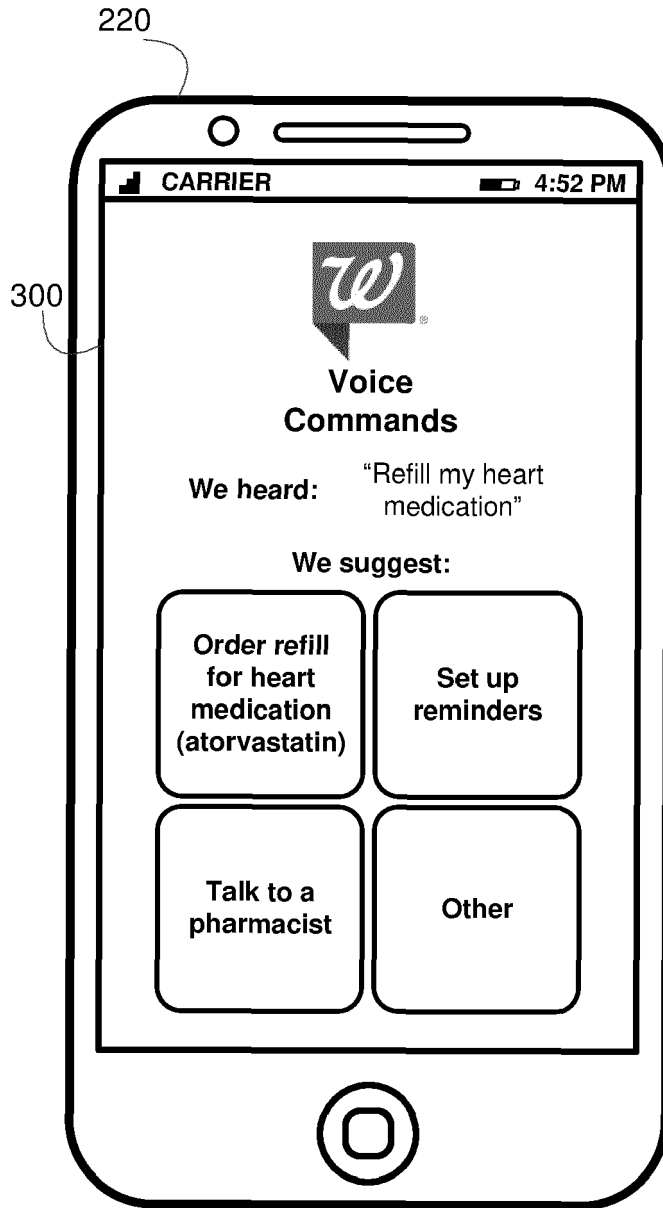 220
CARRIER 4:52 PM
300
W
®
Voice
Commands
We heard: “Refill my heart
medication”
We suggest:
Order refill
for heart
medication
(atorvastatin)
Set up
reminders
Talk to a
pharmacist
Other